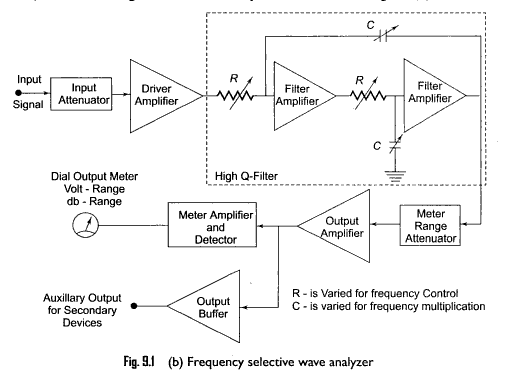 C
Input
Signal
Input
Attenuator
Driver
Amplifier
R
Filter
Amplifier
R
Filter
Amplifier
C
High Q-Filter
Dial Output Meter
Volt - Range
db - Range
Meter Amplifier
and
Detector
Output
Amplifier
Meter
Range
Attenuator
Auxillary Output
for Secondary
Devices
Output
Buffer
R - is Varied for frequency Control
C - is varied for frequency multiplication
Fig. 9.1 (b) Frequency selective wave analyzer